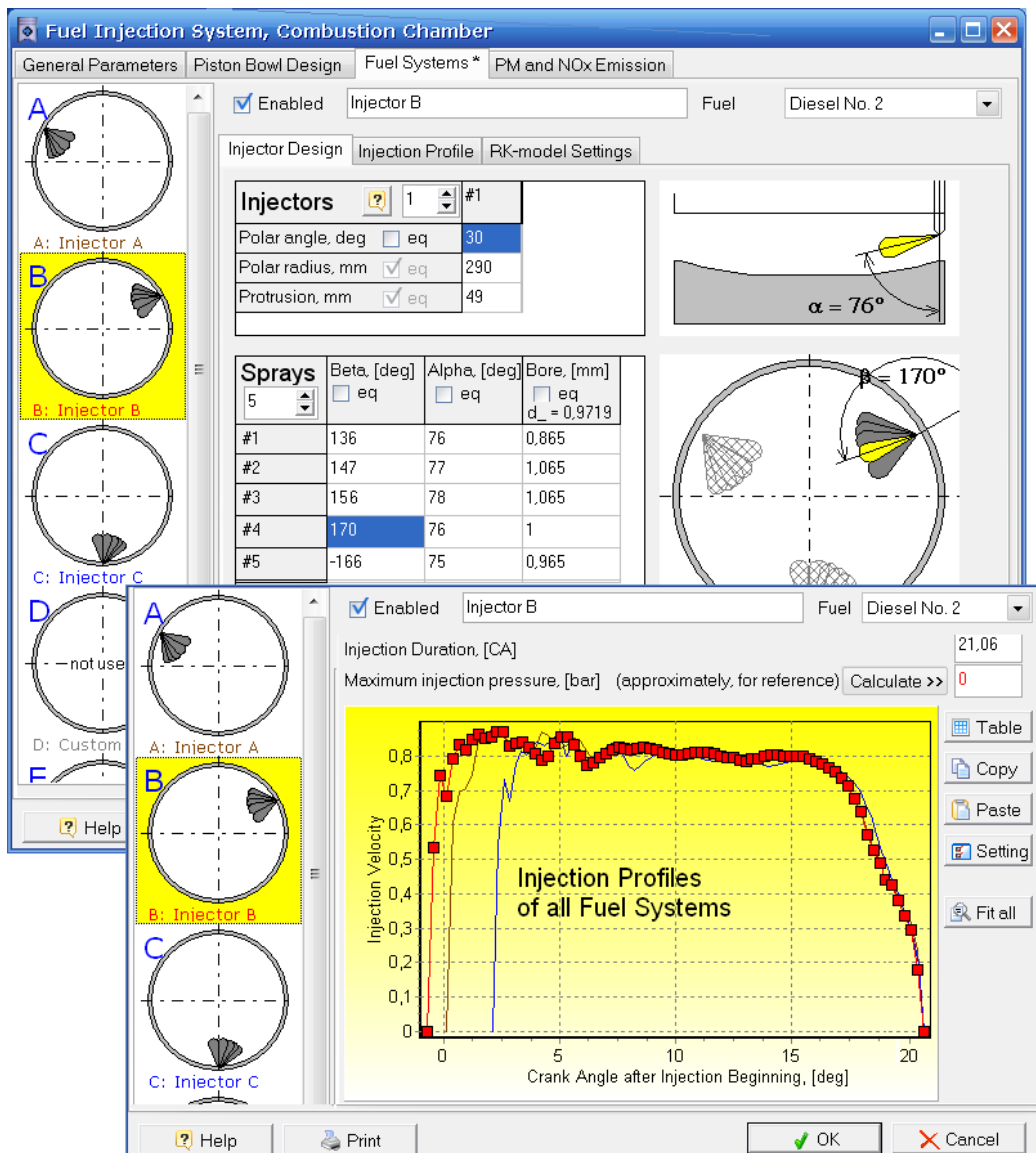 Fuel Injection System, Combustion Chamber
General Parameters Piston Bowl Design Fuel Systems * PM and NOx Emission
A
A: Injector A
B
B: Injector B
C
C: Injector C
D
not use
D: Custom
E
m
Enabled Injector B Fuel Diesel No. 2
Injector Design Injection Profile RK-model Settings
Injectors ? 1 #1
Polar angle, deg eq 30
Polar radius, mm eq 290
Protrusion, mm eq 49
α = 76°
Sprays Beta, [deg] Alpha, [deg] Bore, [mm]
5 eq eq eq
d_ = 0,9719
#1 136 76 0,865
#2 147 77 1,065
#3 156 78 1,065
#4 170 76 1
#5 -166 75 0,965
β = 170°
? Help
A
A: Injector A
B
B: Injector B
C
C: Injector C
m
Enabled Injector B Fuel Diesel No. 2
Injection Duration, [CA] 21,06
Maximum injection pressure, [bar] (approximately, for reference) Calculate >> 0
Injection Velocity
0,8
0,7
0,6
0,5
0,4
0,3
0,2
0,1
0
Injection Profiles
of all Fuel Systems
0 5 10 15 20
Crank Angle after Injection Beginning, [deg]
Table
Copy
Paste
Setting
Fit all
? Help Print OK Cancel